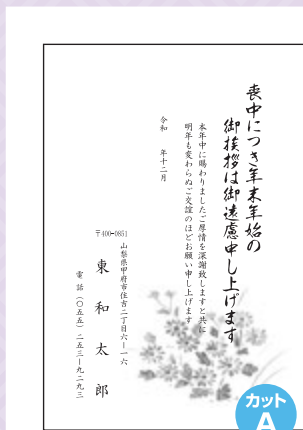 喪中につき年末年始の
御挨拶は御遠慮申し上げます
本年中に賜わりましたご厚情を深謝致しますと共に
明年も変わらぬご交誼のほどお願い申し上げます
令和　年十二月
〒400-0851
山梨県甲府市住吉二丁目六ー一六
東和太郎
電話（〇五五）二五三ー九二九三
カット
A